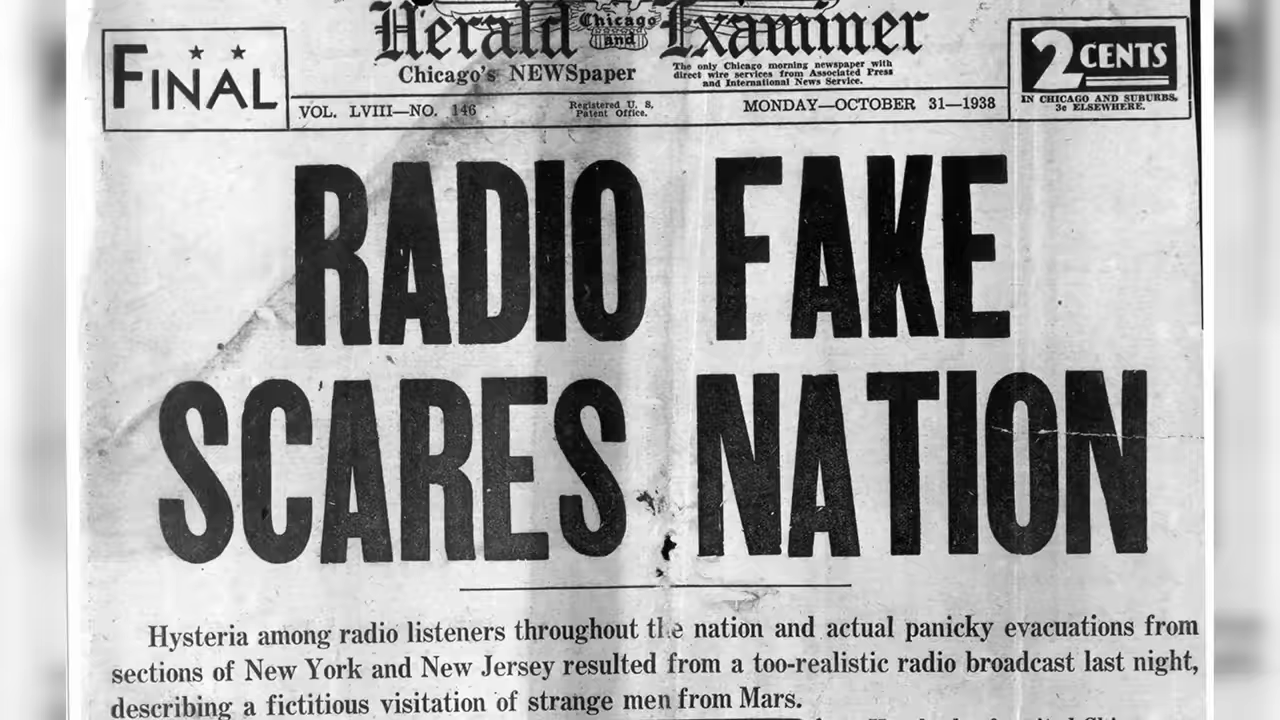 Herald Chicago and Examiner
FINAL
Chicago's NEWSpaper
The only Chicago morning newspaper with
direct wire services from Associated Press
and International News Service.
2 CENTS
IN CHICAGO AND SUBURBS.
3c ELSEWHERE.
VOL. LVIII—NO. 146
Registered U. S.
Patent Office.
MONDAY—OCTOBER 31—1938
RADIO FAKE
SCARES NATION
Hysteria among radio listeners throughout the nation and actual panicky evacuations from
sections of New York and New Jersey resulted from a too-realistic radio broadcast last night,
describing a fictitious visitation of strange men from Mars.